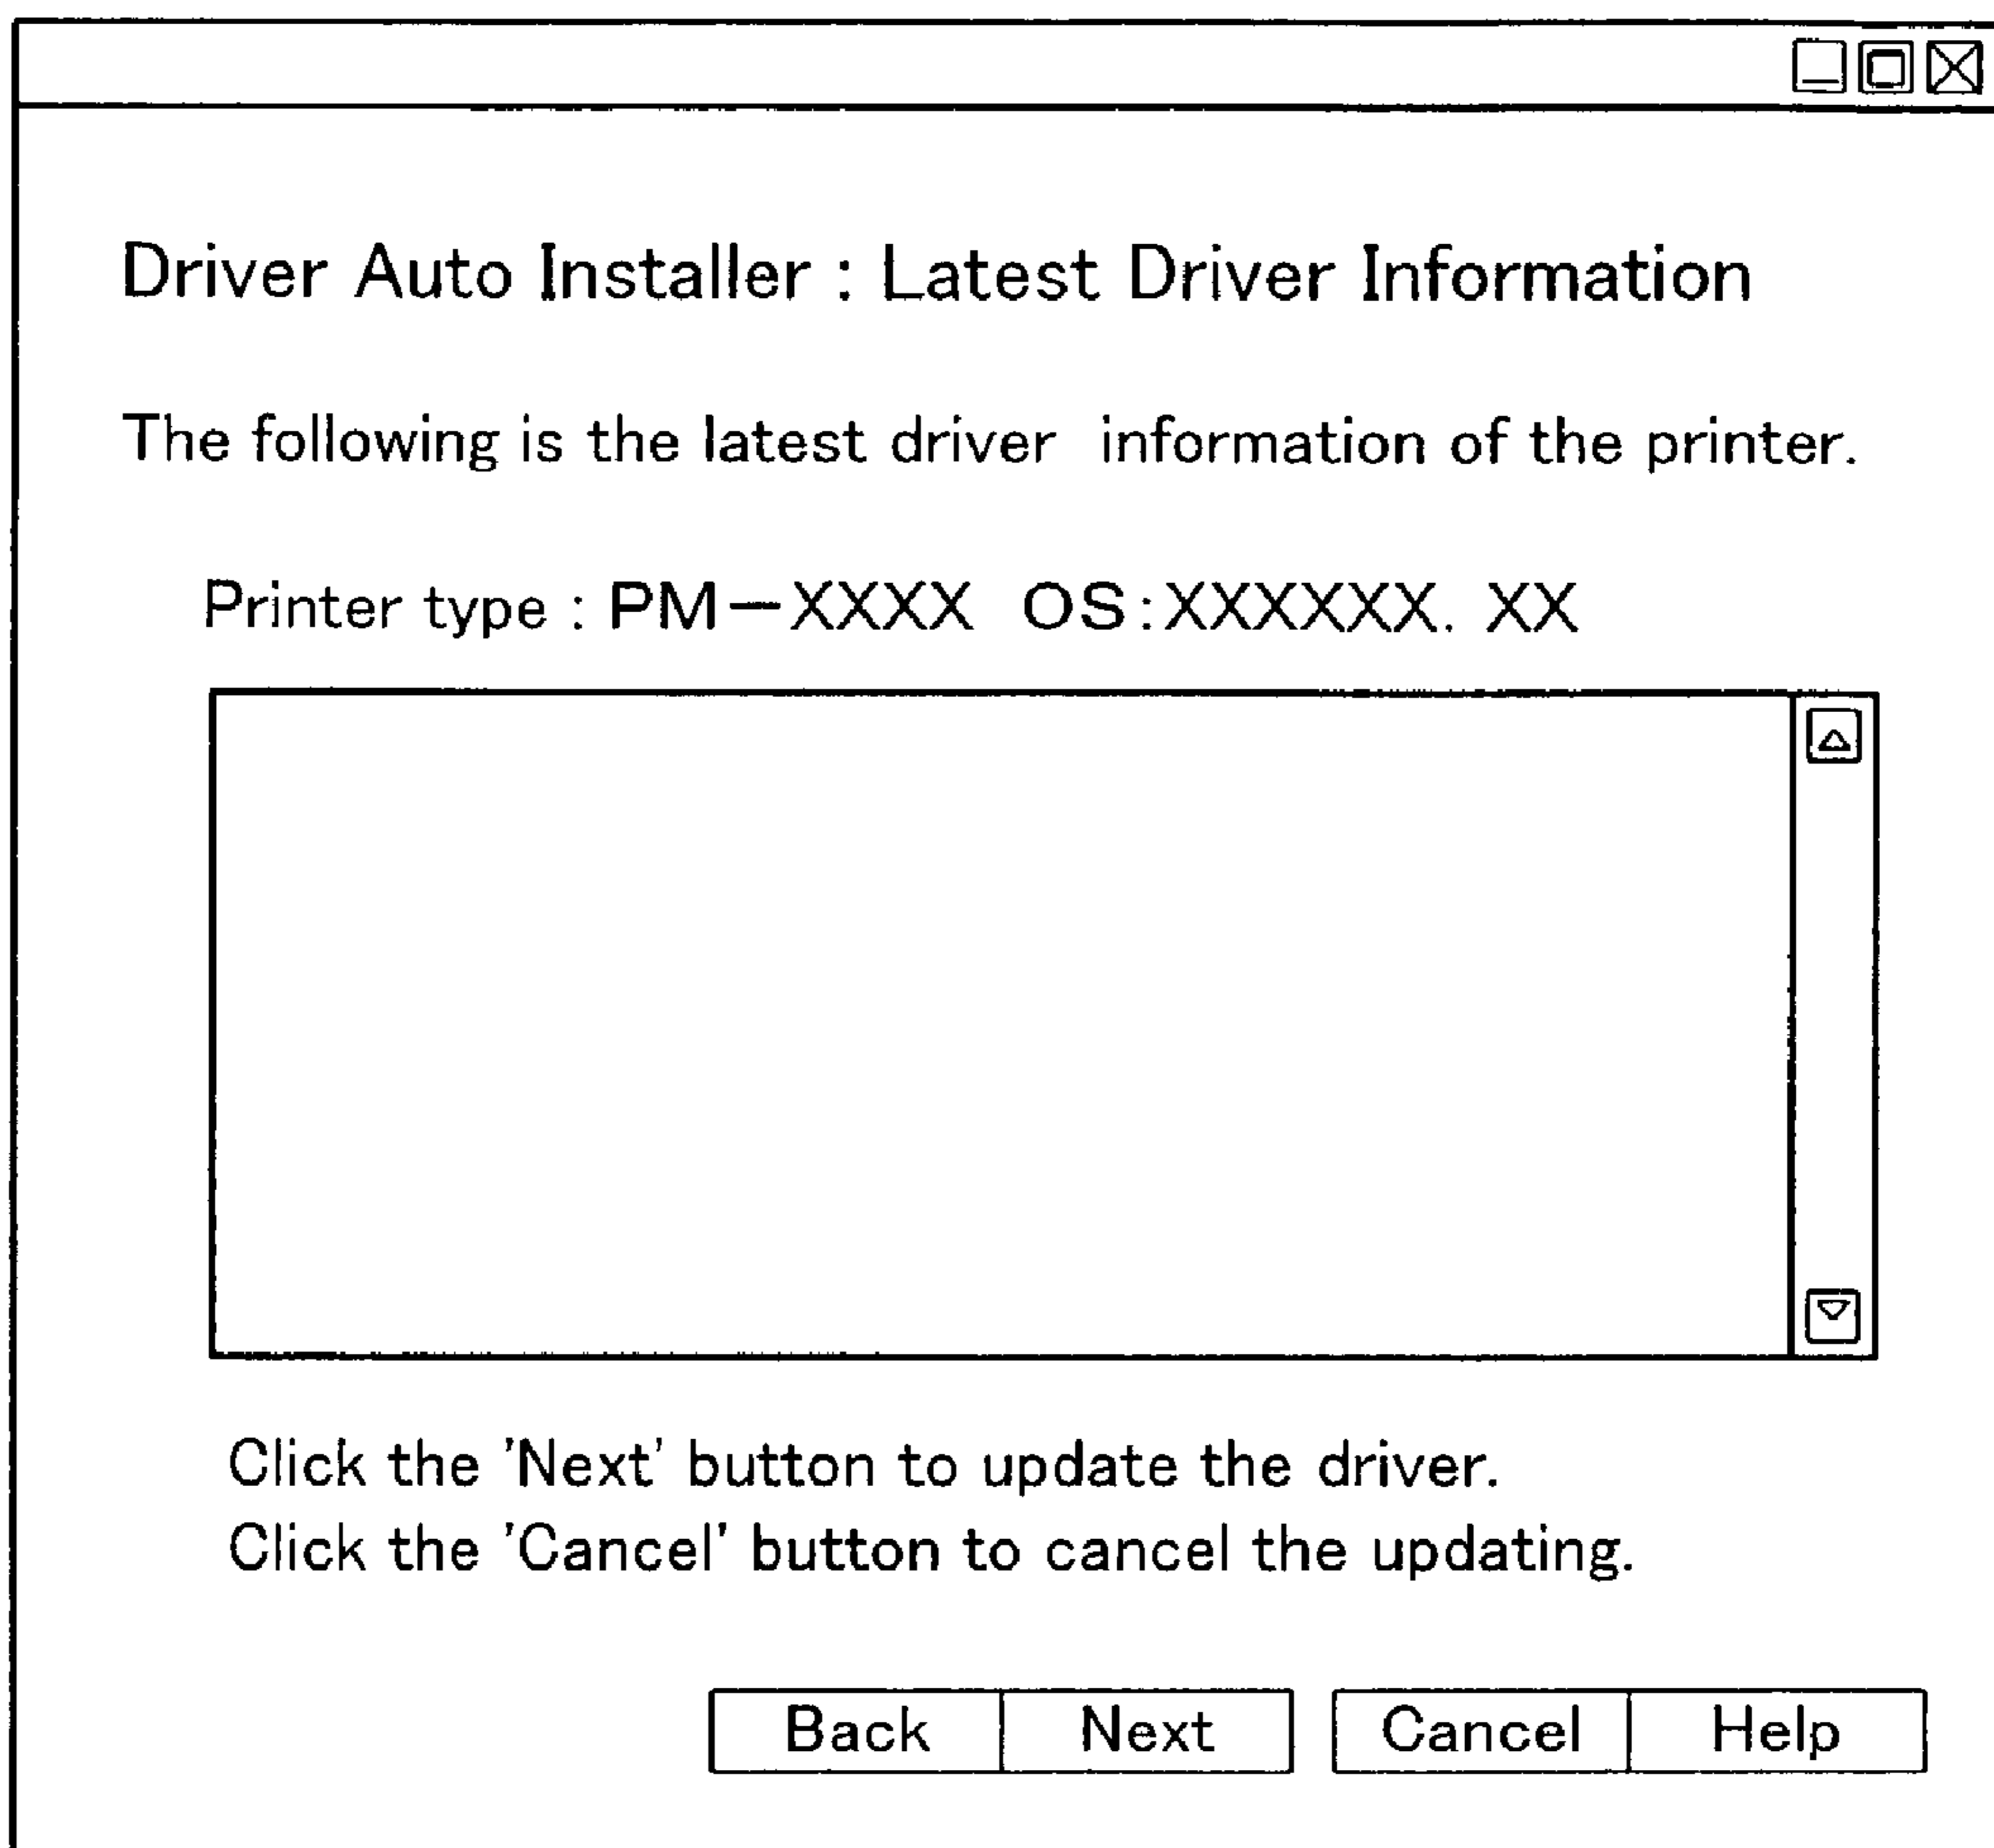 Driver Auto Installer : Latest Driver Information
The following is the latest driver information of the printer.
Printer type : PM－XXXX OS:XXXXXX. XX
Click the 'Next' button to update the driver.
Click the 'Cancel' button to cancel the updating.
Back Next Cancel Help